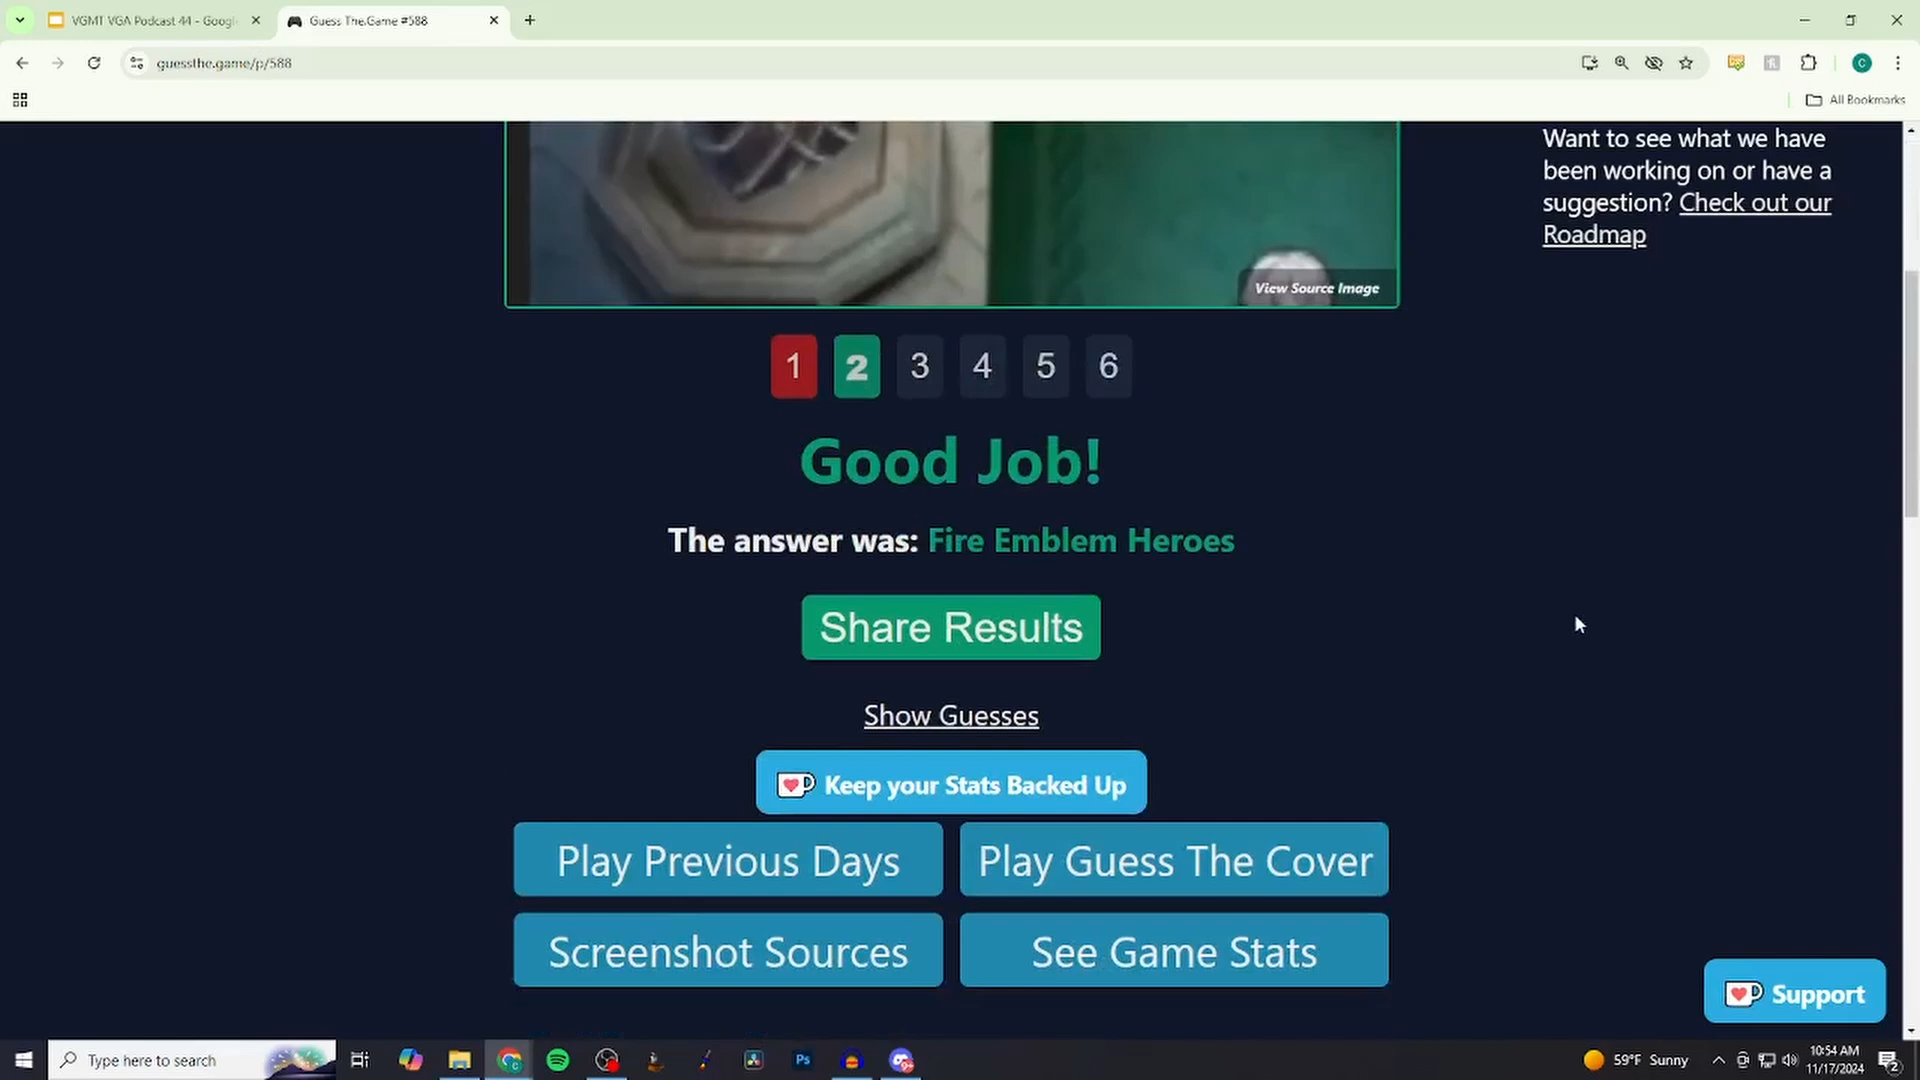 VGMT VGA Podcast 44 - Googl
Guess The.Game #588
guessthe.game/p/588
All Bookmarks
Want to see what we have
been working on or have a
suggestion? Check out our
Roadmap
View Source Image
1 2 3 4 5 6
Good Job!
The answer was: Fire Emblem Heroes
Share Results
Show Guesses
Keep your Stats Backed Up
Play Previous Days
Play Guess The Cover
Screenshot Sources
See Game Stats
Support
Type here to search
59°F Sunny
10:54 AM
11/17/2024